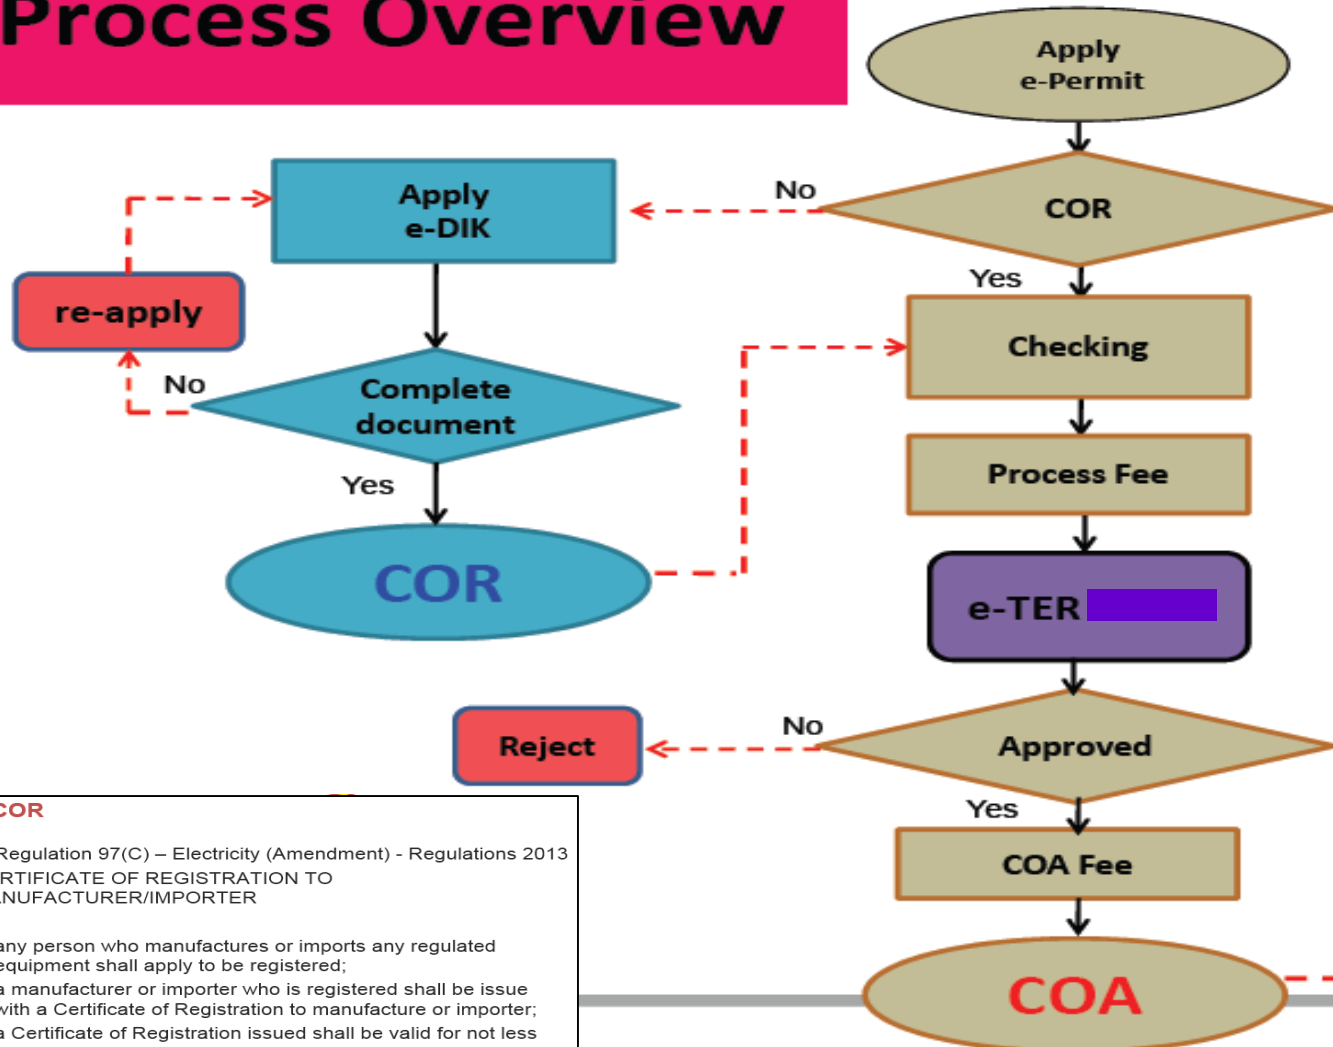 Process Overview
Apply
e-Permit
No
COR
Apply
e-DIK
Yes
re-apply
Checking
No
Complete
document
Process Fee
Yes
COR
e-TER
No
Reject
Approved
Yes
COA Fee
COA
COR
Regulation 97(C) – Electricity (Amendment) - Regulations 2013
RTIFICATE OF REGISTRATION TO
ANUFACTURER/IMPORTER
any person who manufactures or imports any regulated
equipment shall apply to be registered;
a manufacturer or importer who is registered shall be issue
with a Certificate of Registration to manufacture or importer;
a Certificate of Registration issued shall be valid for not less